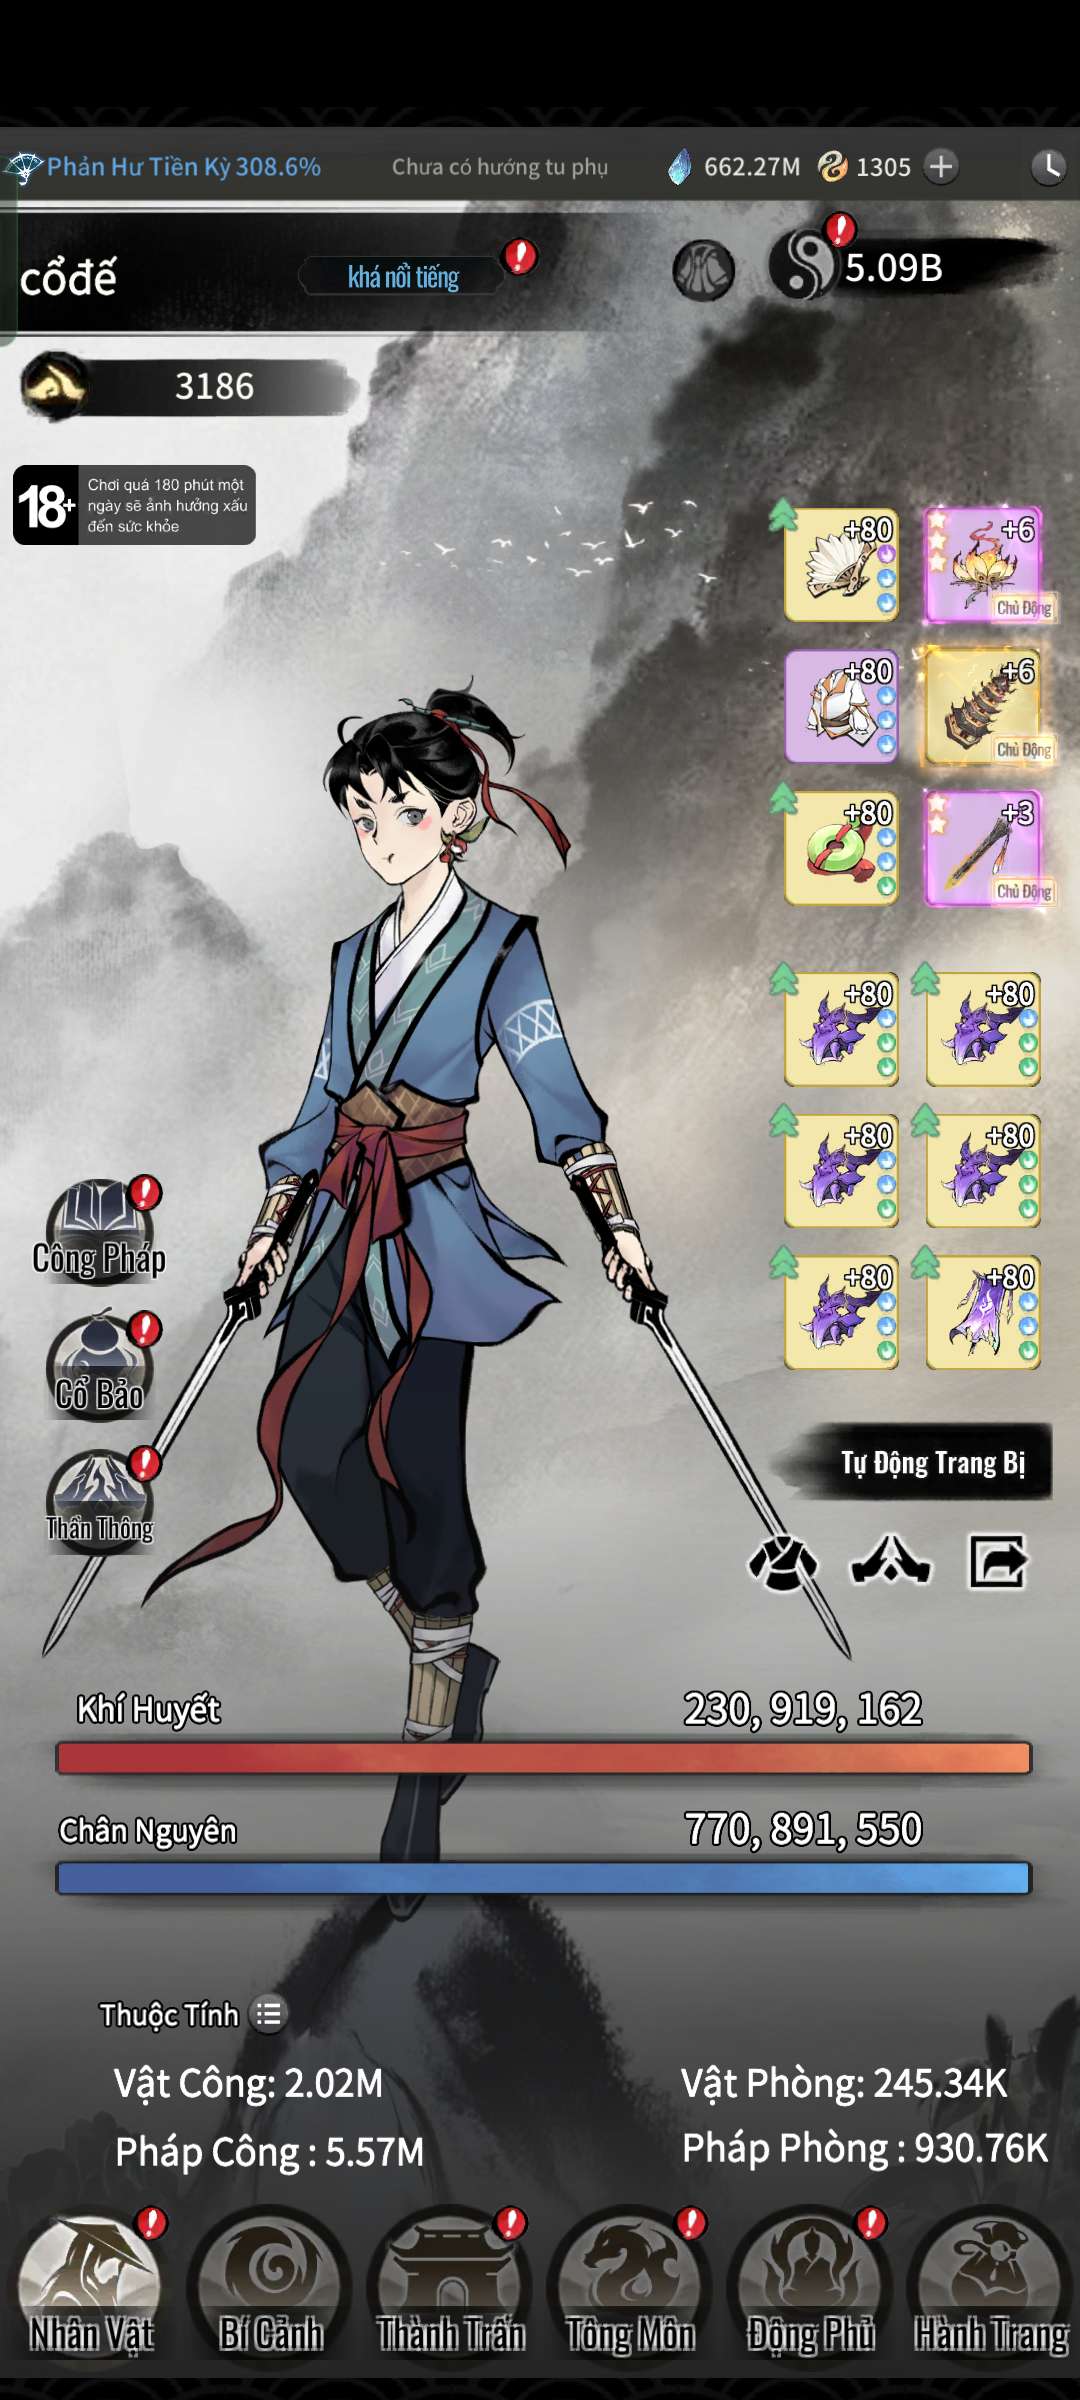 Phản Hư Tiền Kỳ 308.6%
Chưa có hướng tu phụ
662.27M
1305
cổđế
khá nổi tiếng
5.09B
3186
18+
Chơi quá 180 phút một
ngày sẽ ảnh hưởng xấu
đến sức khỏe
+80
+6
Chủ Động
+80
+6
Chủ Động
+80
+3
Chủ Động
+80
+80
+80
+80
+80
+80
Công Pháp
Cổ Bảo
Thần Thông
Tự Động Trang Bị
Khí Huyết
230, 919, 162
Chân Nguyên
770, 891, 550
Thuộc Tính
Vật Công: 2.02M
Vật Phòng: 245.34K
Pháp Công : 5.57M
Pháp Phòng : 930.76K
Nhân Vật
Bí Cảnh
Thành Trấn
Tông Môn
Động Phủ
Hành Trang